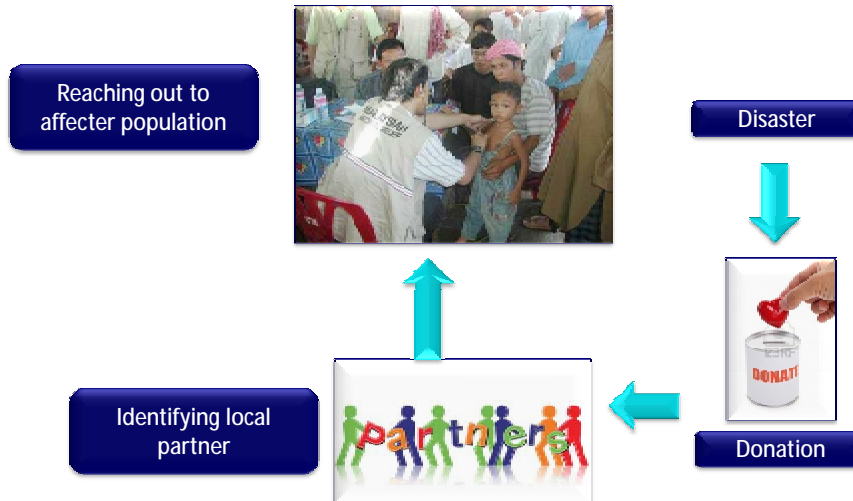 Reaching out to
affecter population
Disaster
DONATE
Donation
partners
Identifying local
partner